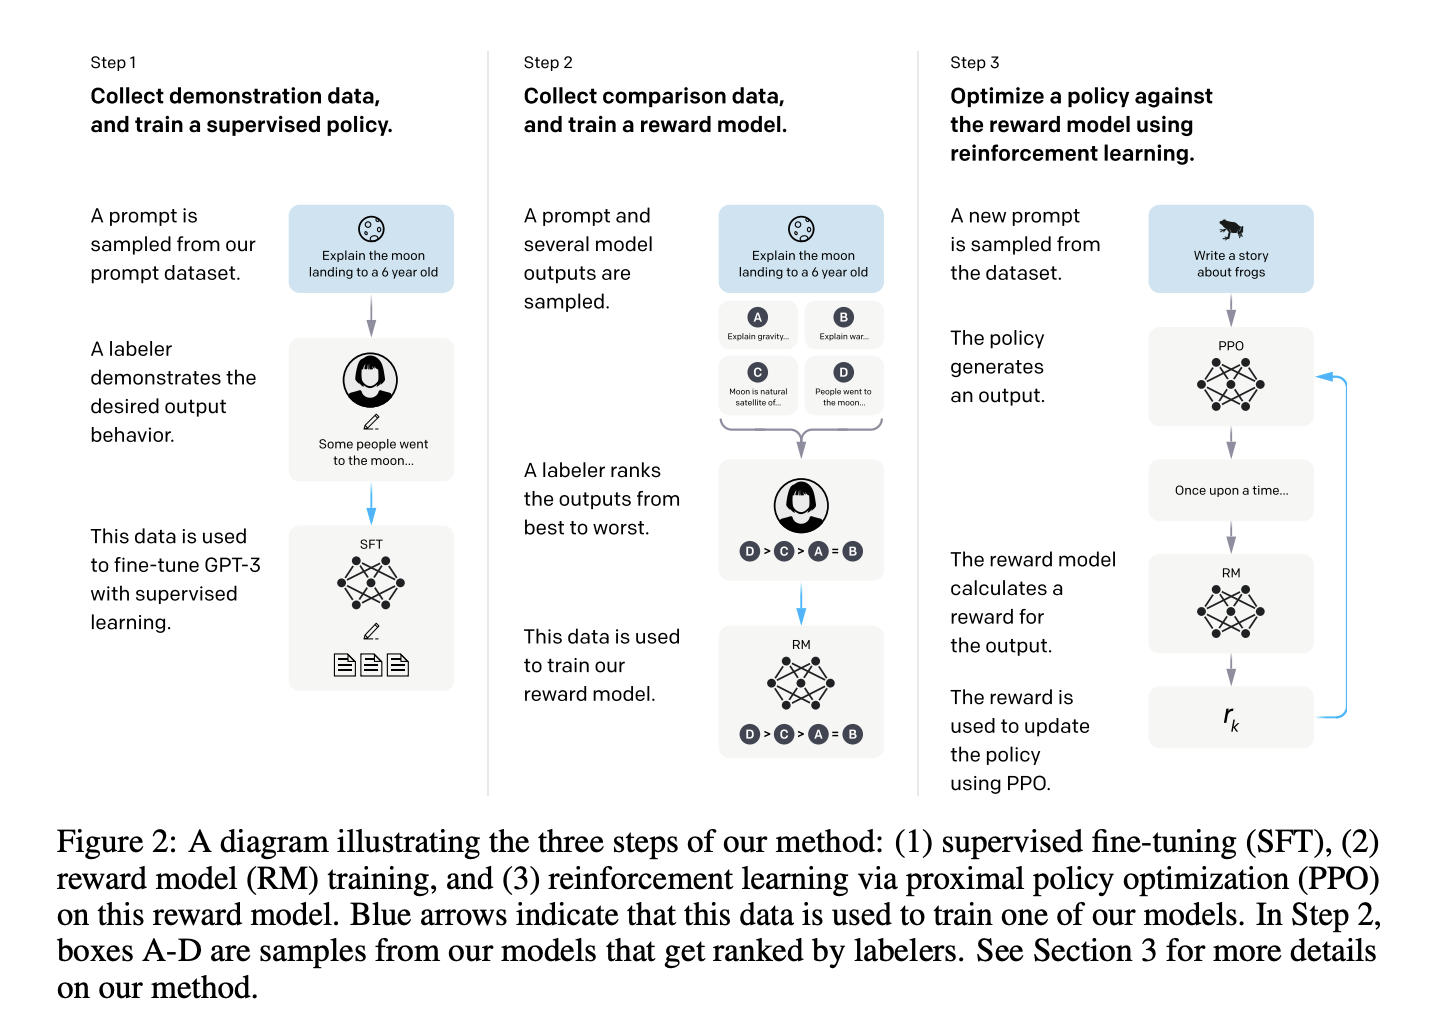 Step 1
Collect demonstration data,
and train a supervised policy.
A prompt is
sampled from our
prompt dataset.
Explain the moon
landing to a 6 year old
A labeler
demonstrates the
desired output
behavior.
Some people went
to the moon...
This data is used
to fine-tune GPT-3
with supervised
learning.
SFT
Step 2
Collect comparison data,
and train a reward model.
A prompt and
several model
outputs are
sampled.
Explain the moon
landing to a 6 year old
A
Explain gravity...
B
Explain war...
C
Moon is natural
satellite of...
D
People went to
the moon...
A labeler ranks
the outputs from
best to worst.
D > C > A = B
This data is used
to train our
reward model.
RM
D > C > A = B
Step 3
Optimize a policy against
the reward model using
reinforcement learning.
A new prompt
is sampled from
the dataset.
Write a story
about frogs
The policy
generates
an output.
PPO
Once upon a time...
The reward model
calculates a
reward for
the output.
RM
The reward is
used to update
the policy
using PPO.
r_k
Figure 2: A diagram illustrating the three steps of our method: (1) supervised fine-tuning (SFT), (2)
reward model (RM) training, and (3) reinforcement learning via proximal policy optimization (PPO)
on this reward model. Blue arrows indicate that this data is used to train one of our models. In Step 2,
boxes A-D are samples from our models that get ranked by labelers. See Section 3 for more details
on our method.